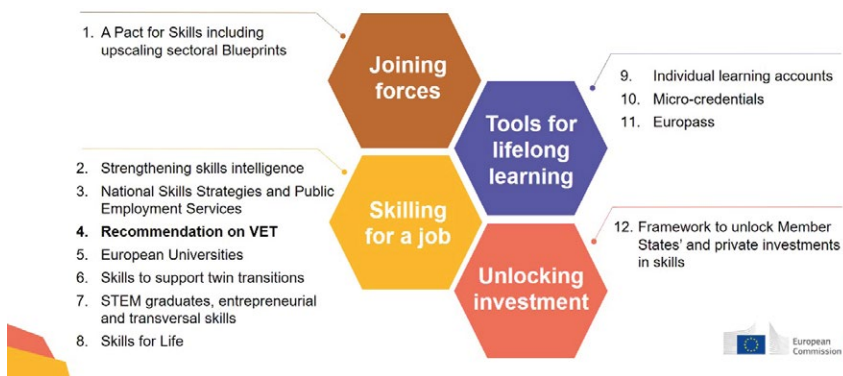 1. A Pact for Skills including
upscaling sectoral Blueprints
Joining
forces
2. Strengthening skills intelligence
3. National Skills Strategies and Public
Employment Services
4. Recommendation on VET
5. European Universities
6. Skills to support twin transitions
7. STEM graduates, entrepreneurial
and transversal skills
8. Skills for Life
Skilling
for a job
Tools for
lifelong
learning
9. Individual learning accounts
10. Micro-credentials
11. Europass
Unlocking
investment
12. Framework to unlock Member
States' and private investments
in skills
European
Commission